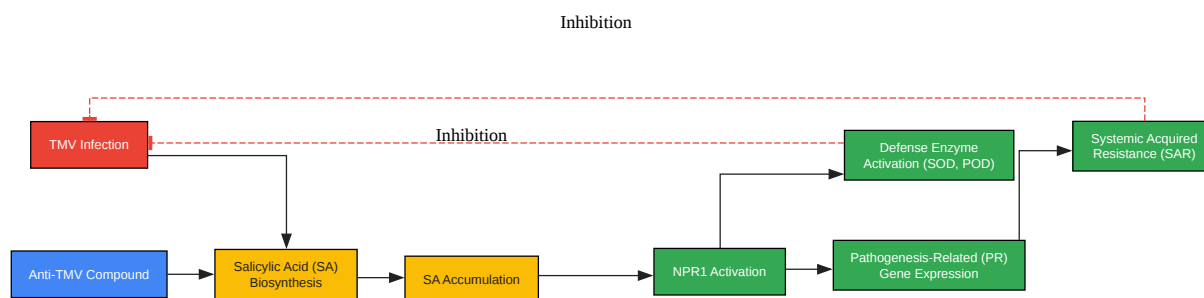 Inhibition
TMV Infection
Inhibition
Defense Enzyme
Activation (SOD, POD)
Systemic Acquired
Resistance (SAR)
Anti-TMV Compound
Salicylic Acid (SA)
Biosynthesis
SA Accumulation
NPR1 Activation
Pathogenesis-Related (PR)
Gene Expression